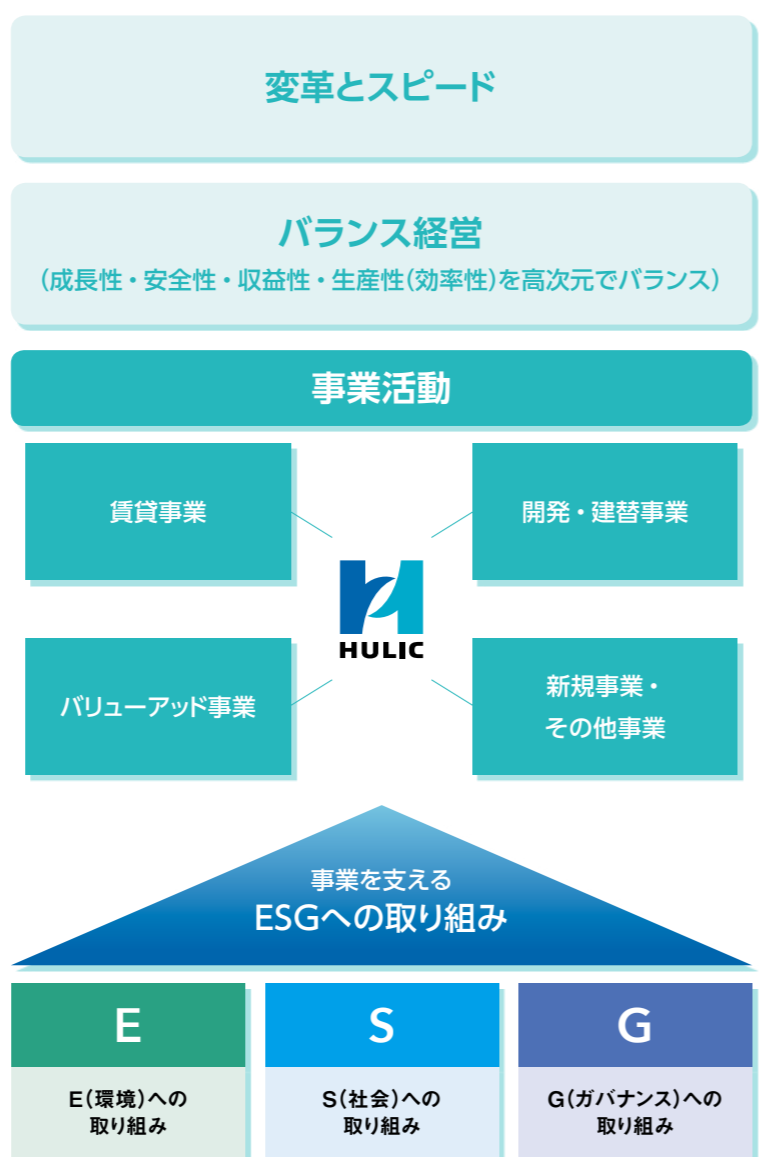 変革とスピード
バランス経営
(成長性・安全性・収益性・生産性(効率性)を高次元でバランス)
事業活動
賃貸事業
開発・建替事業
HULIC
バリューアッド事業
新規事業・
その他事業
事業を支える
ESGへの取り組み
E
S
G
E(環境)への
取り組み
S(社会)への
取り組み
G(ガバナンス)への
取り組み